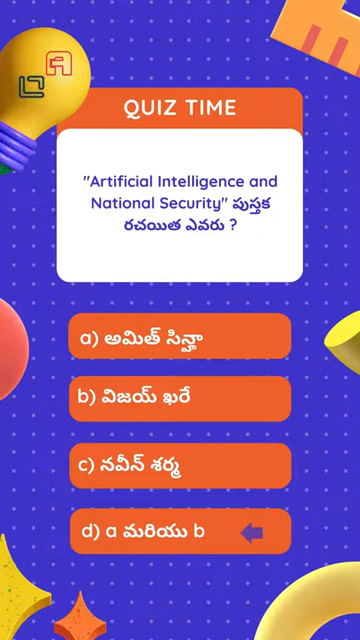 QUIZ TIME
"Artificial Intelligence and
National Security" పుస్తక
రచయిత ఎవరు ?
a) అమిత్ సిన్హా
b) విజయ్ ఖరే
c) నవీన్ శర్మ
d) a మరియు b